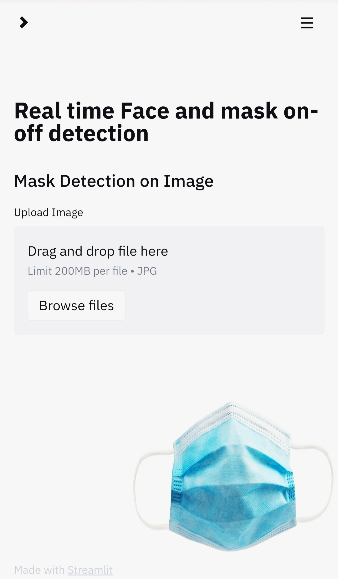 Real time Face and mask on-
off detection
Mask Detection on Image
Upload Image
Drag and drop file here
Limit 200MB per file • JPG
Browse files
Made with Streamlit